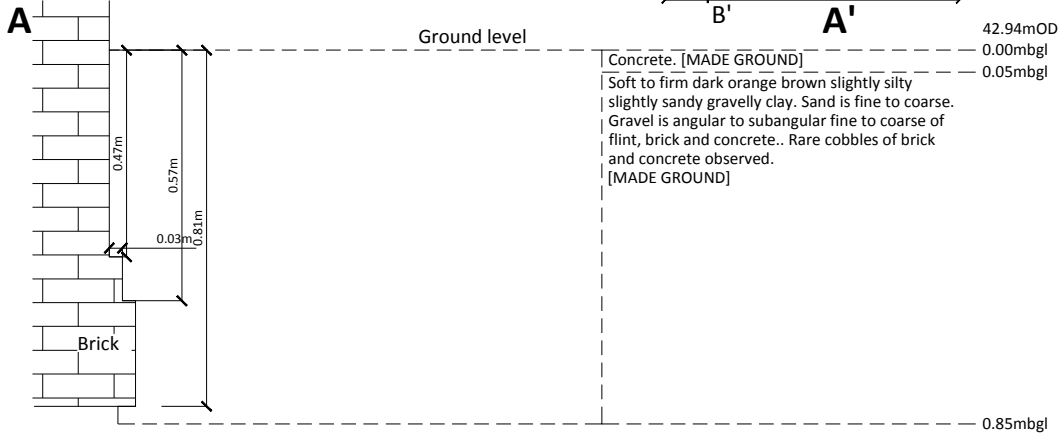 A
B'
A'
42.94mOD
Ground level
0.00mbgl
Concrete. [MADE GROUND]
0.05mbgl
Soft to firm dark orange brown slightly silty
slightly sandy gravelly clay. Sand is fine to coarse.
Gravel is angular to subangular fine to coarse of
flint, brick and concrete.. Rare cobbles of brick
and concrete observed.
[MADE GROUND]
0.47m
0.57m
0.81m
0.03m
Brick
0.85mbgl